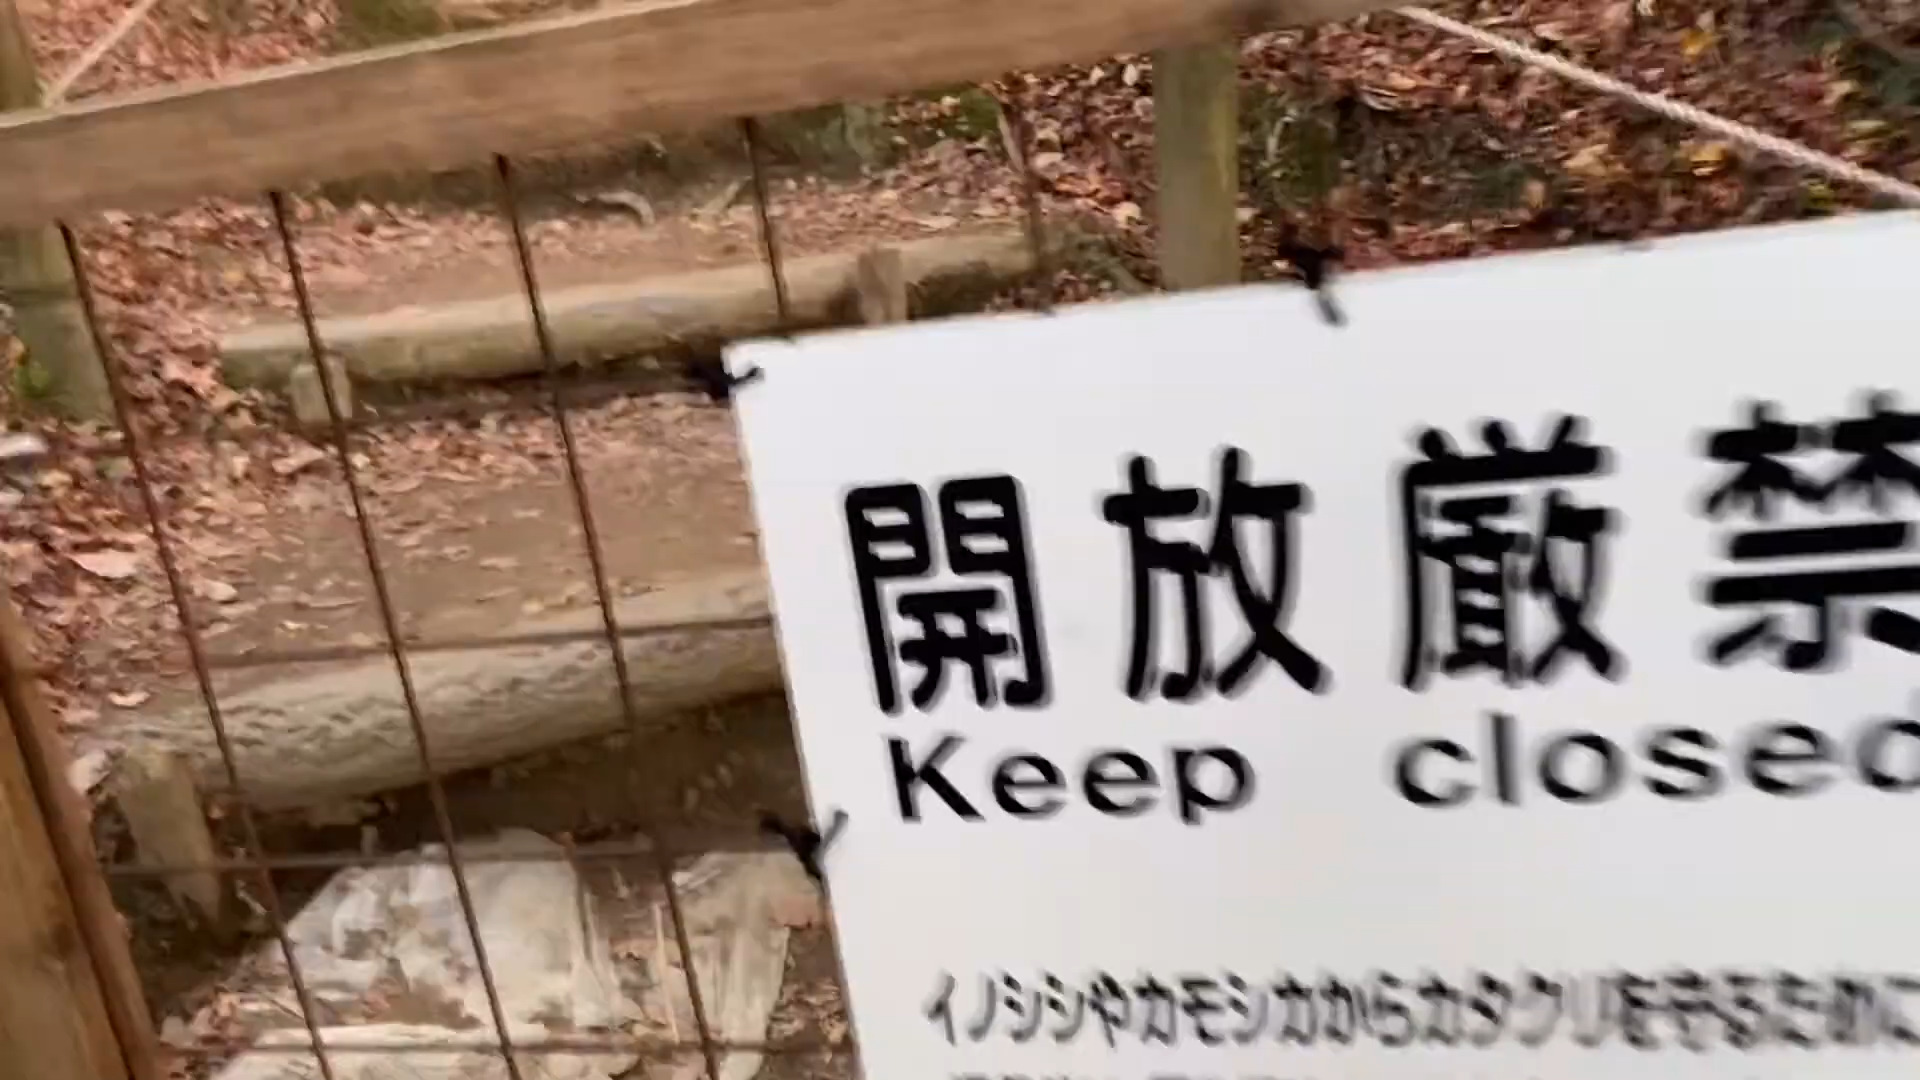 開放厳禁
Keep closed
イノシシやカモシカからカタクリを守るために